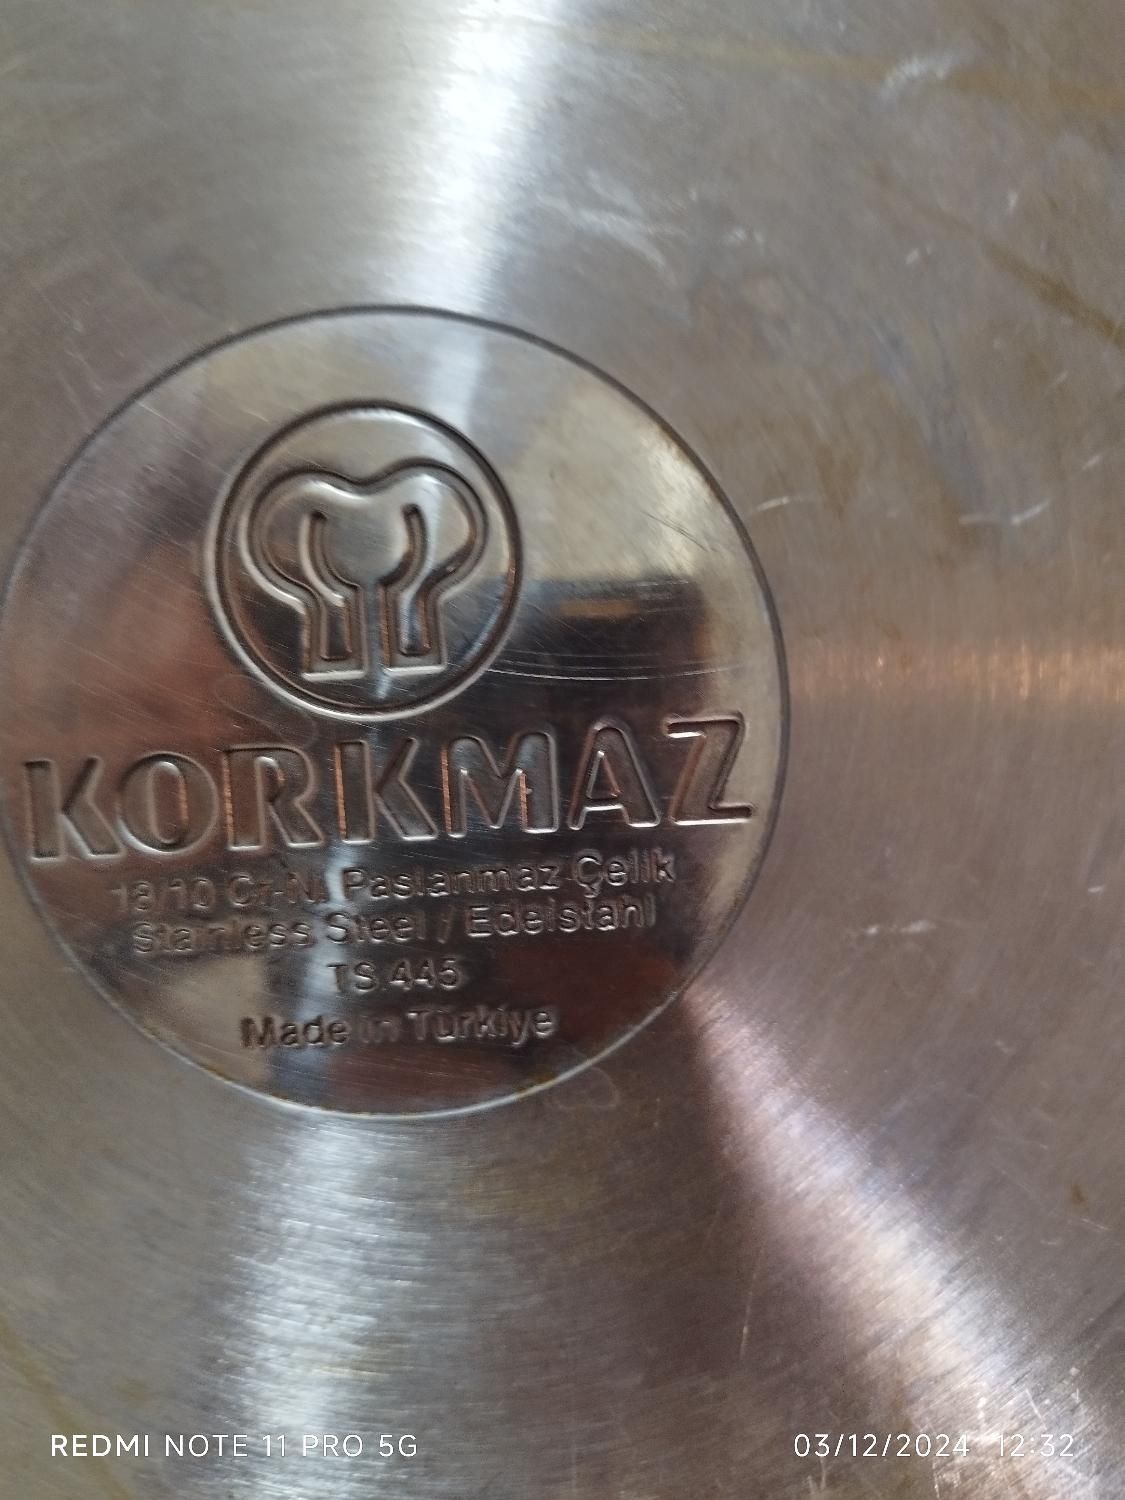 KORKMAZ
18/10 Cr-Ni Paslanmaz Çelik
Stainless Steel / Edelstahl
TS 445
Made in Türkiye
REDMI NOTE 11 PRO 5G
03/12/2024 12:32